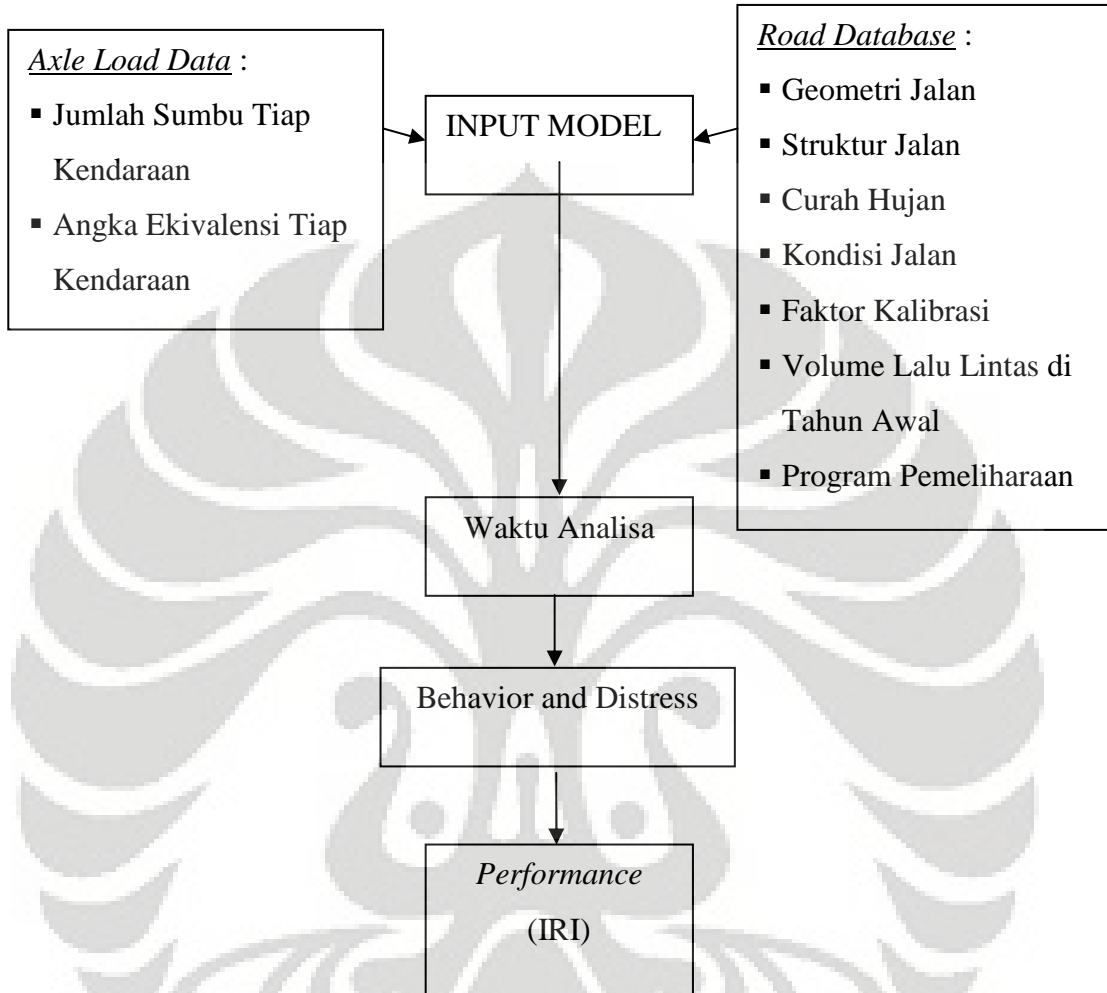 Axle Load Data :
▪ Jumlah Sumbu Tiap
Kendaraan
▪ Angka Ekivalensi Tiap
Kendaraan
INPUT MODEL
Road Database :
▪ Geometri Jalan
▪ Struktur Jalan
▪ Curah Hujan
▪ Kondisi Jalan
▪ Faktor Kalibrasi
▪ Volume Lalu Lintas di
Tahun Awal
▪ Program Pemeliharaan
Waktu Analisa
Behavior and Distress
Performance
(IRI)